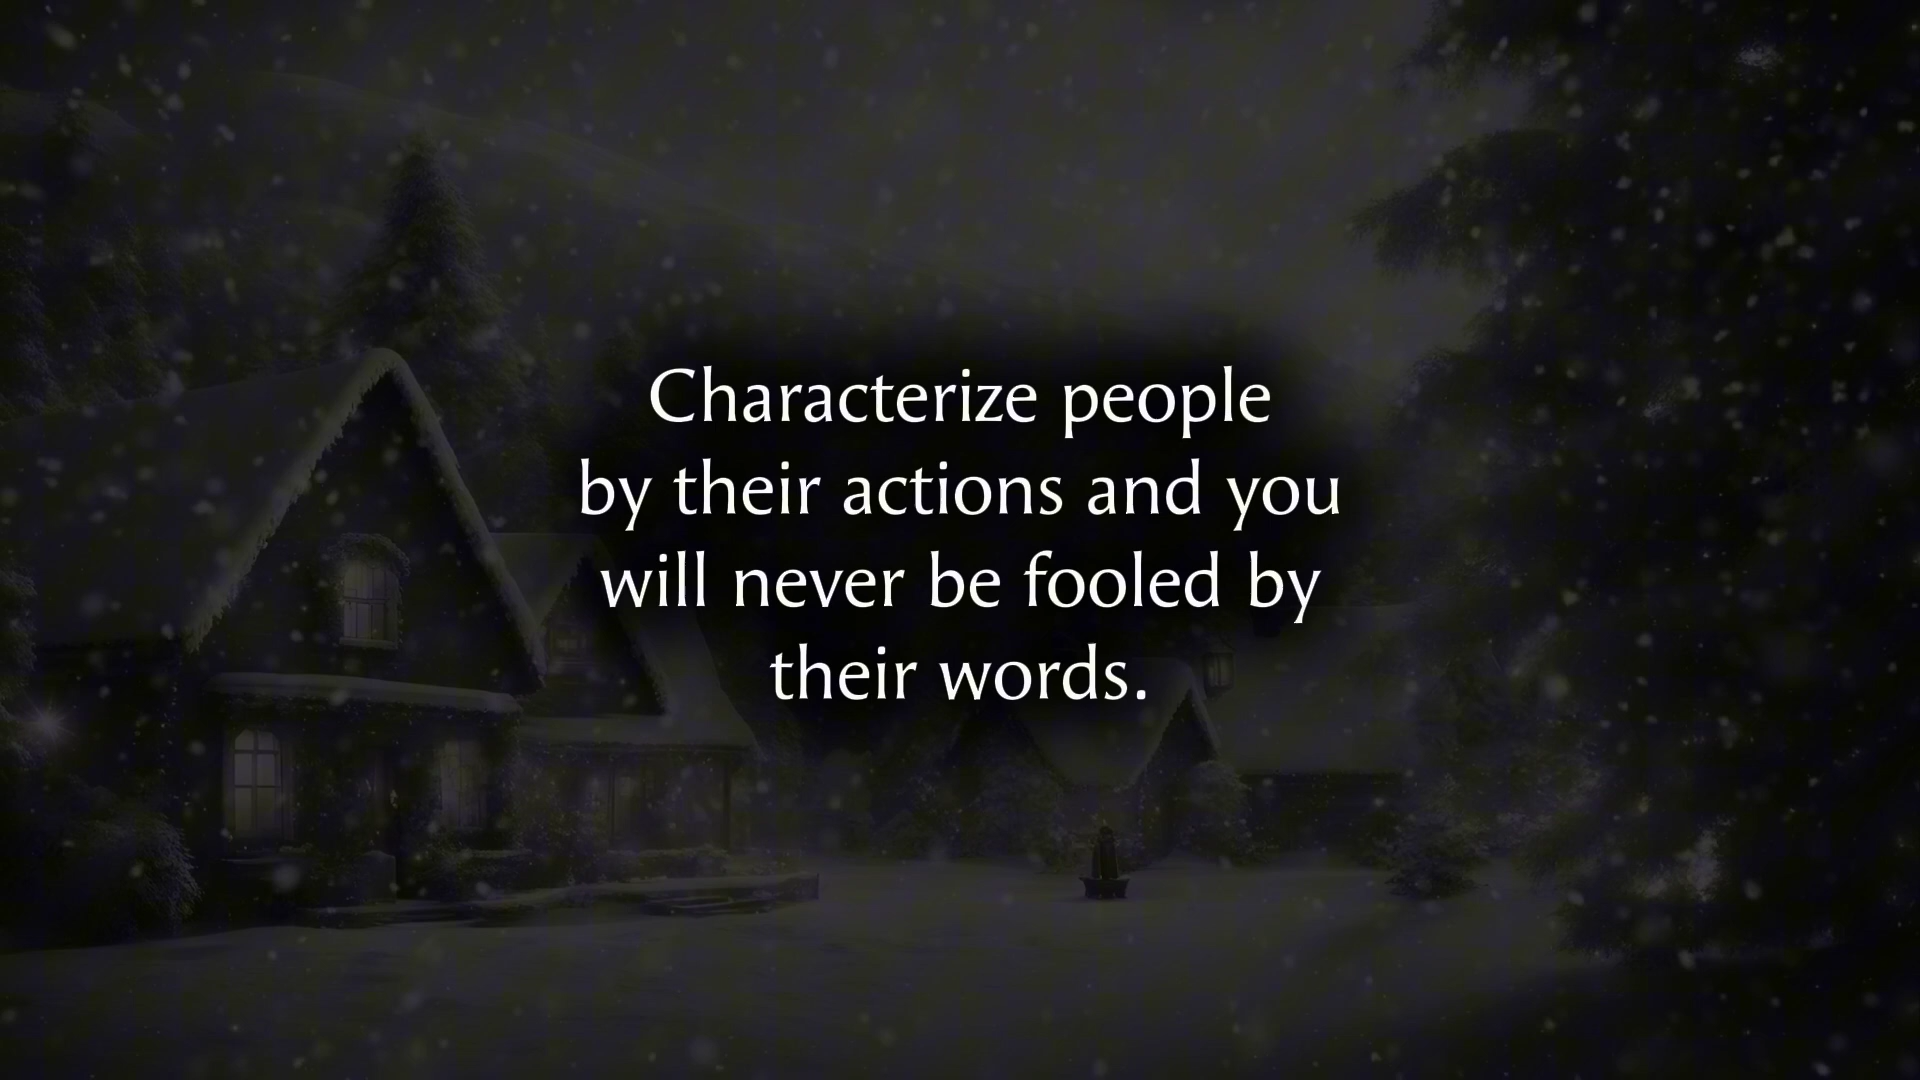 Characterize people
by their actions and you
will never be fooled by
their words.